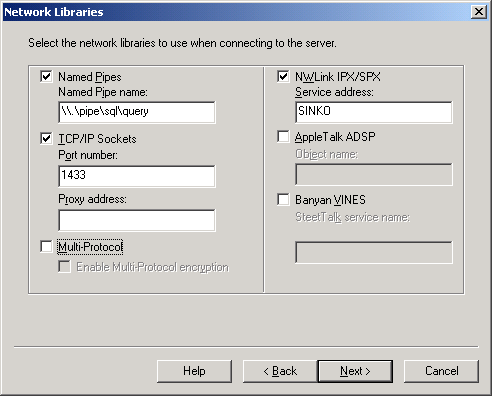 Network Libraries
Select the network libraries to use when connecting to the server.
Named Pipes
Named Pipe name:
\\.\pipe\sql\query
TCP/IP Sockets
Port number:
1433
Proxy address:
Multi-Protocol
Enable Multi-Protocol encryption
NWLink IPX/SPX
Service address:
SINKO
AppleTalk ADSP
Object name:
Banyan VINES
SteetTalk service name:
Help
< Back
Next >
Cancel